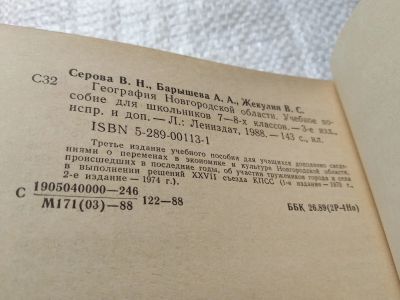 Серова В. Н., Барышева А. А., Жекулин В. С.
С32 География Новгородской области. Учебное по-
собие для школьников 7—8-х классов.—3-е изд.,
испр. и доп.— Л.: Лениздат, 1988.—143 с., ил.
ISBN 5-289-00113-1
Третье издание учебного пособия для учащихся дополнено сведе-
ниями о переменах в экономике и культуре Новгородской области,
происшедших в последние годы, об участии тружеников города и села
в выполнении решений XXVII съезда КПСС (1-е издание—1972 г.,
2-е издание—1974 г.).
С 1905040000—246
М171(03)—88 122—88
ББК 26.89(2Р-4Но)